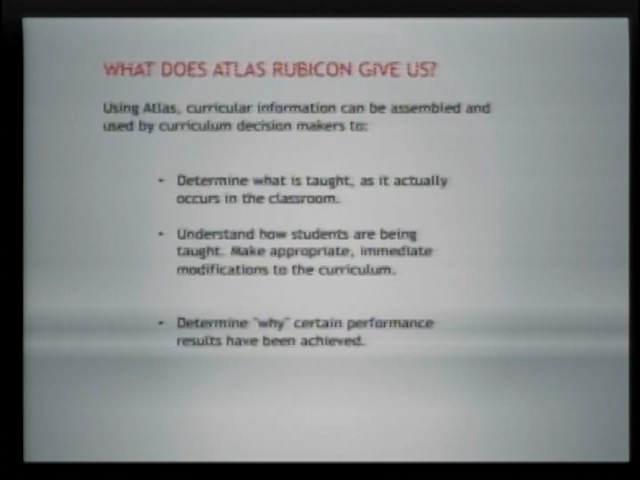 WHAT DOES ATLAS RUBICON GIVE US?
Using Atlas, curricular information can be assembled and
used by curriculum decision makers to:
• Determine what is taught, as it actually
occurs in the classroom.
• Understand how students are being
taught. Make appropriate, immediate
modifications to the curriculum.
• Determine "why" certain performance
results have been achieved.